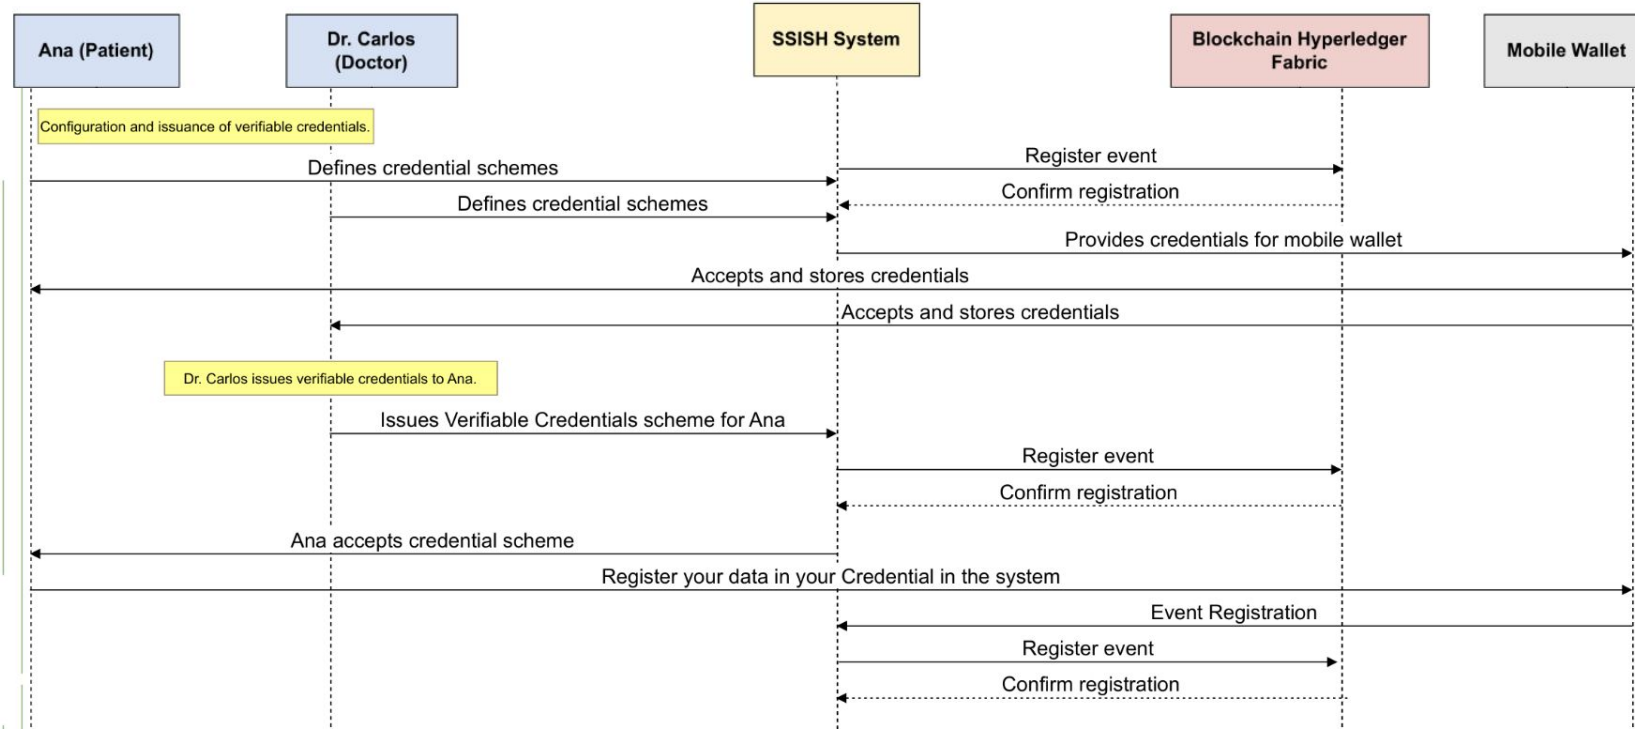 Ana (Patient)
Dr. Carlos
(Doctor)
SSISH System
Blockchain Hyperledger
Fabric
Mobile Wallet
Configuration and issuance of verifiable credentials.
Register event
Defines credential schemes
Confirm registration
Defines credential schemes
Provides credentials for mobile wallet
Accepts and stores credentials
Accepts and stores credentials
Dr. Carlos issues verifiable credentials to Ana.
Issues Verifiable Credentials scheme for Ana
Register event
Confirm registration
Ana accepts credential scheme
Register your data in your Credential in the system
Event Registration
Register event
Confirm registration